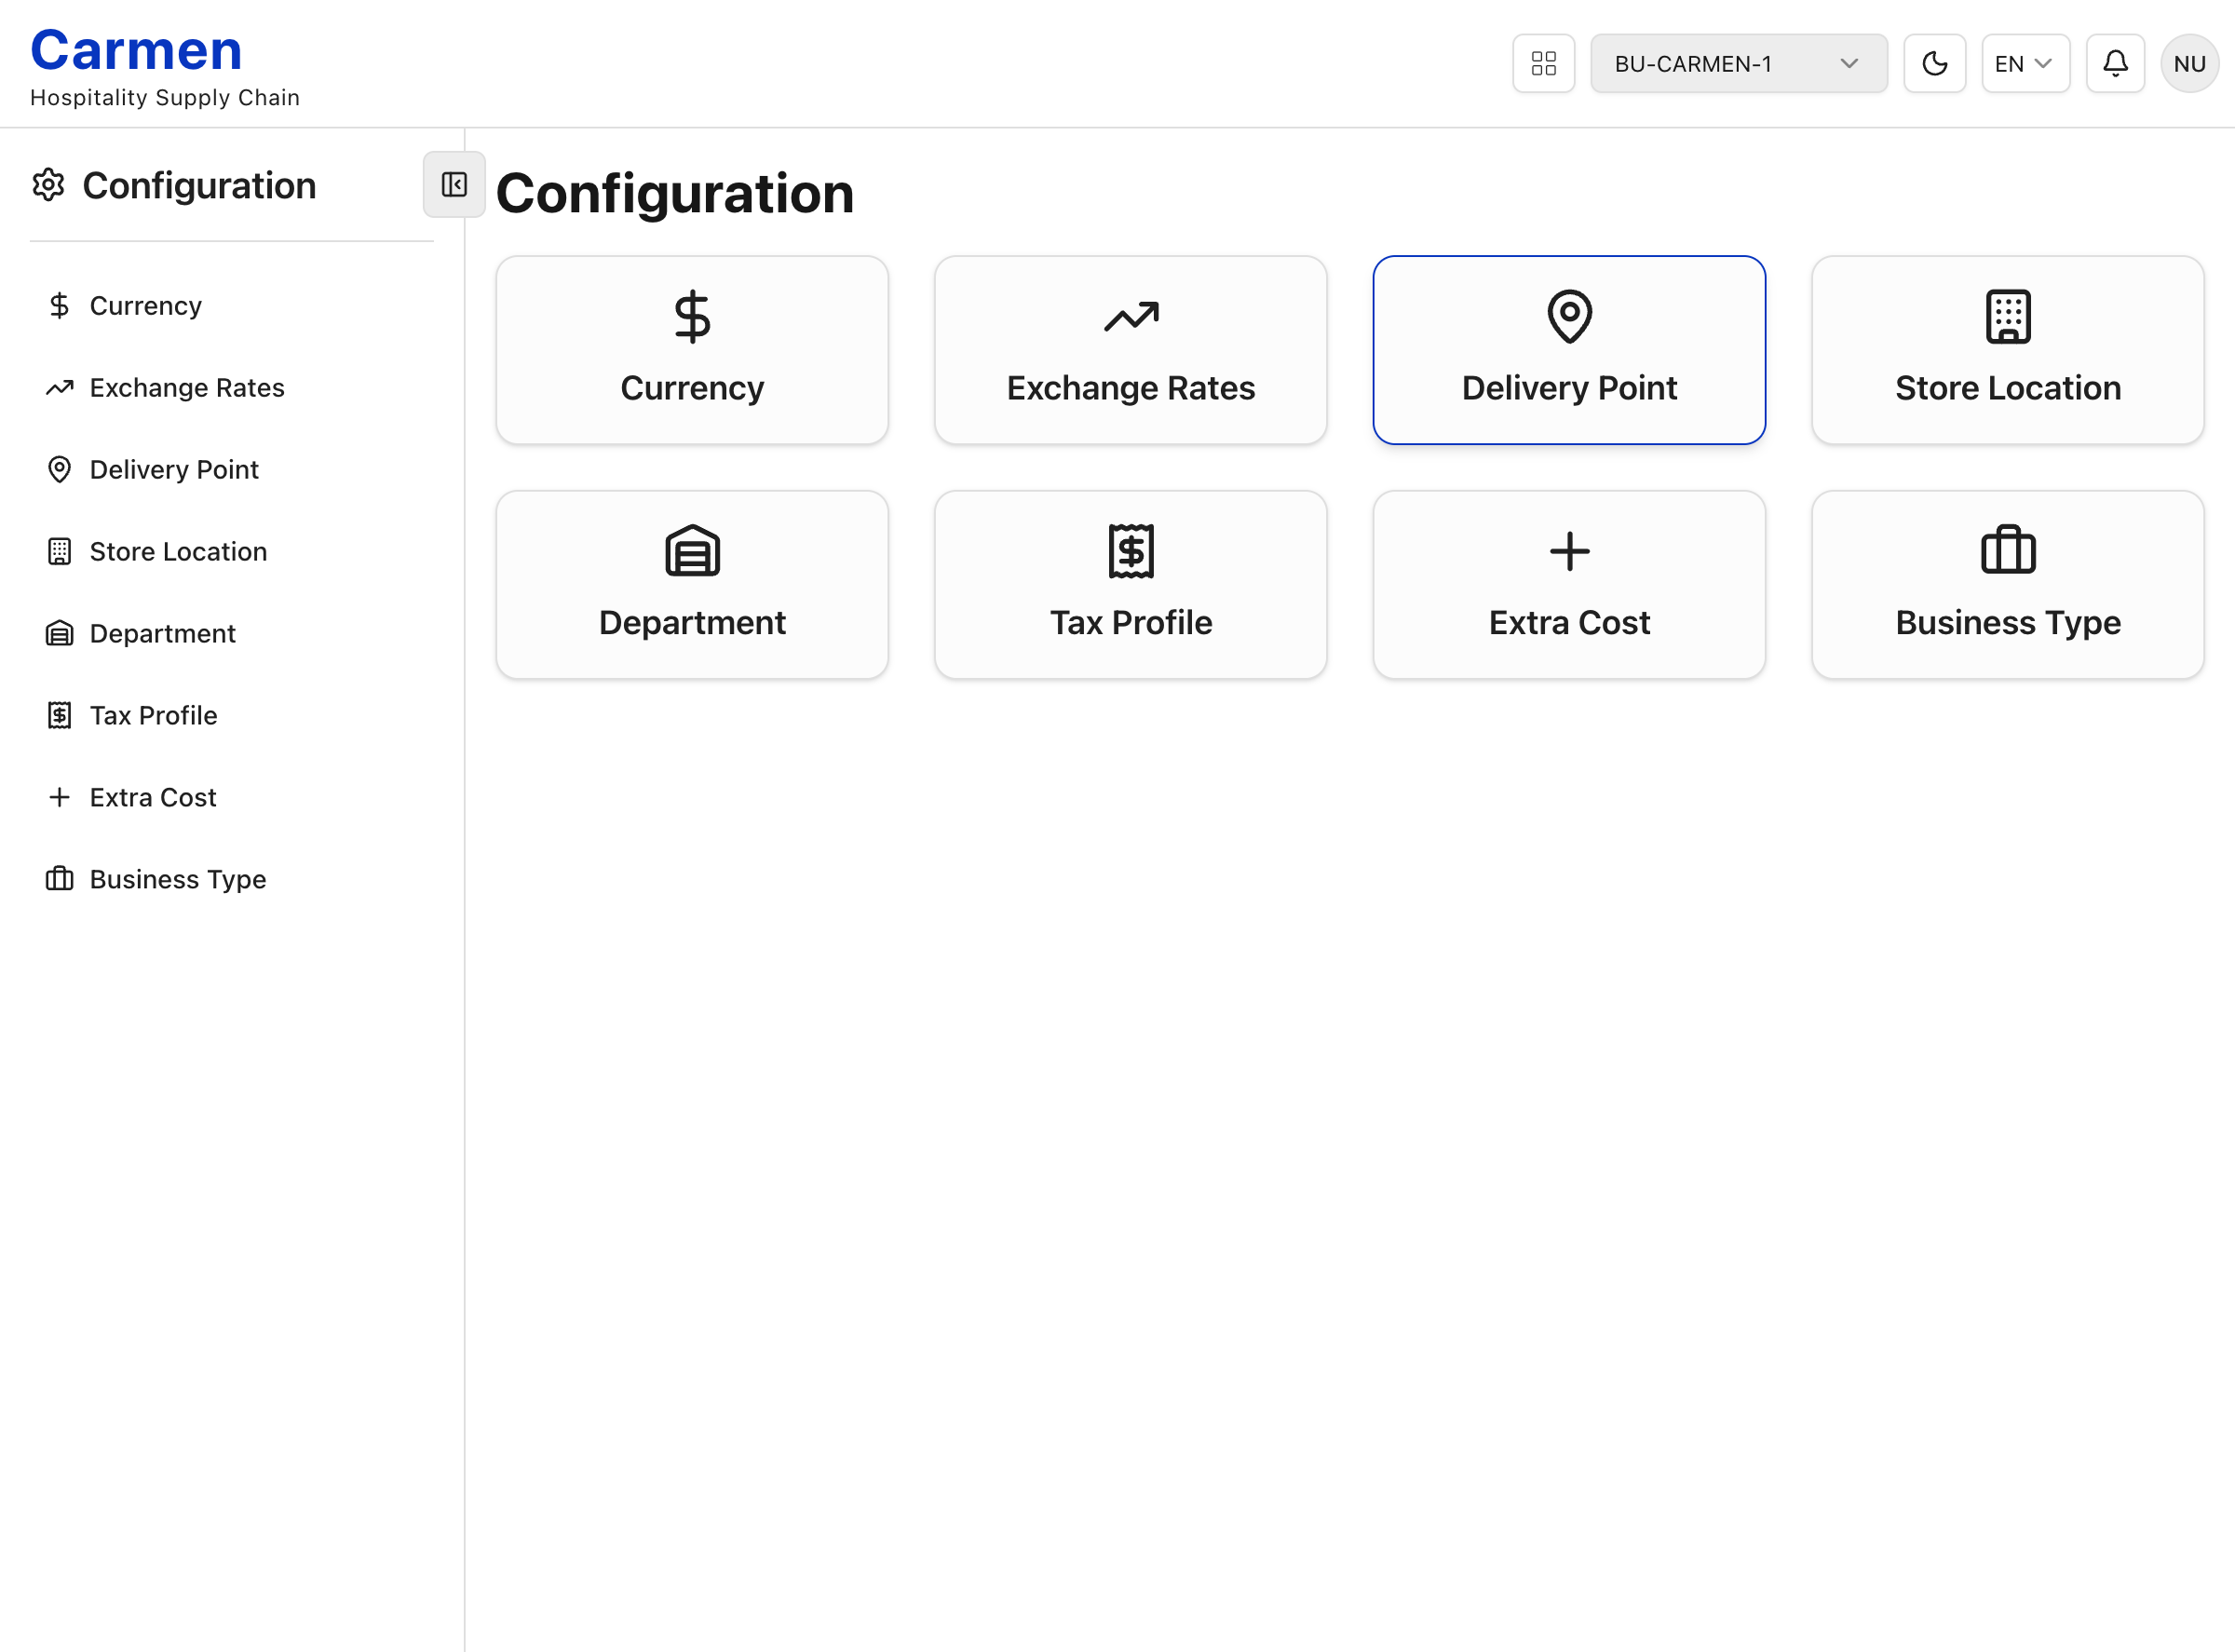 Carmen
Hospitality Supply Chain
BU-CARMEN-1
EN
NU
Configuration
Currency
Exchange Rates
Delivery Point
Store Location
Department
Tax Profile
Extra Cost
Business Type
Configuration
Currency
Exchange Rates
Delivery Point
Store Location
Department
Tax Profile
Extra Cost
Business Type